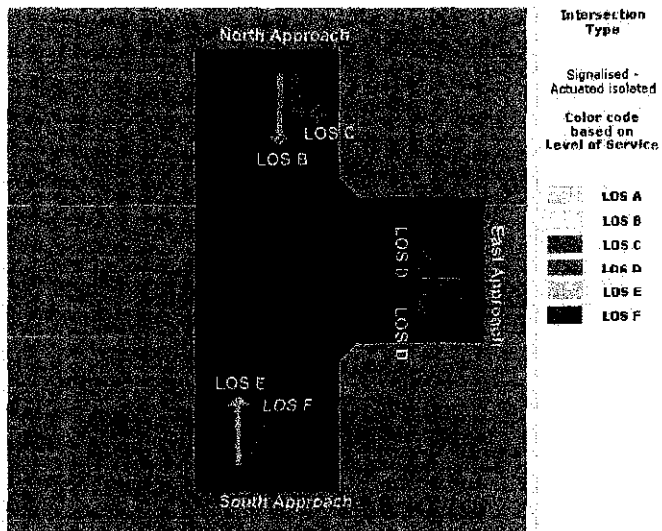 North Approach
LOS C
LOS B
LOS D
LOS D
East Approach
LOS E
LOS F
South Approach
Intersection
Type
Signalised -
Actuated isolated
Color code
based on
Level of Service
LOS A
LOS B
LOS C
LOS D
LOS E
LOS F